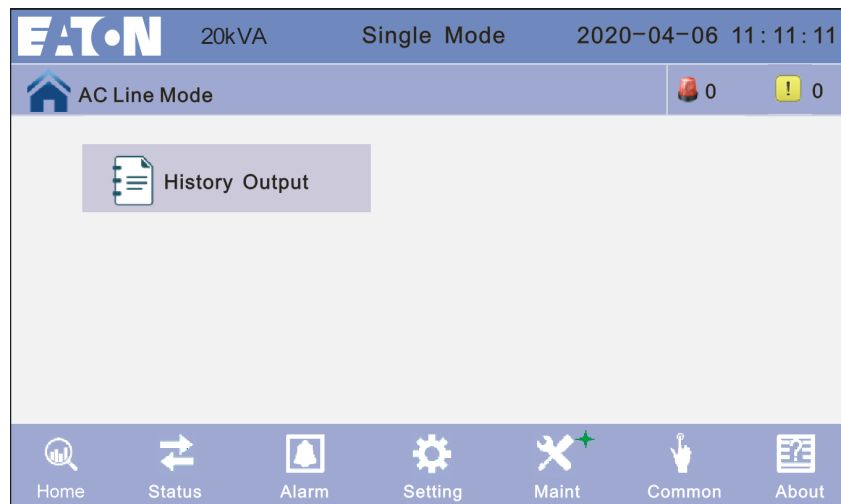 EATON 20kVA Single Mode 2020-04-06 11:11:11
AC Line Mode 0 ! 0
History Output
Home Status Alarm Setting Maint Common About